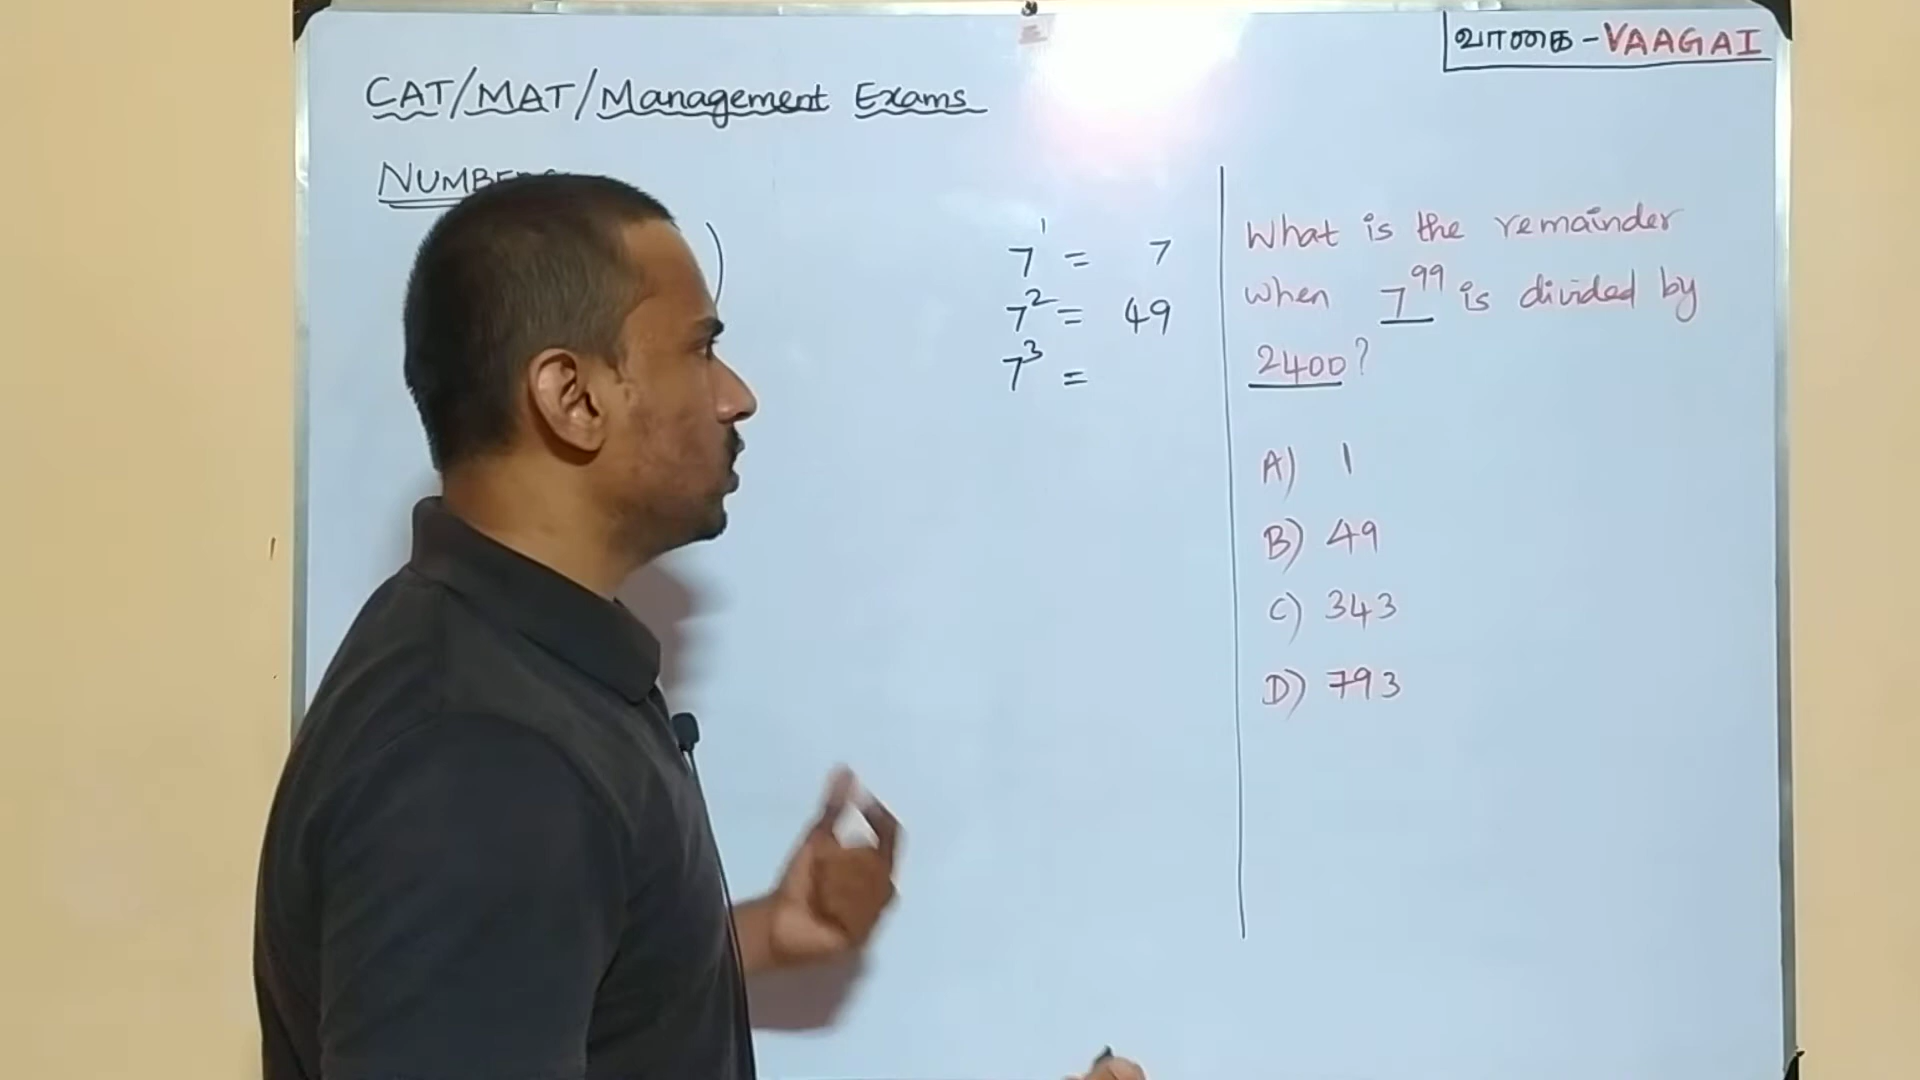 வாகை - VAAGAI
CAT/MAT/Management Exams
)
7¹ = 7
7² = 49
7³ =
What is the remainder
when 7⁹⁹ is divided by
2400?
A) 1
B) 49
C) 343
D) 793